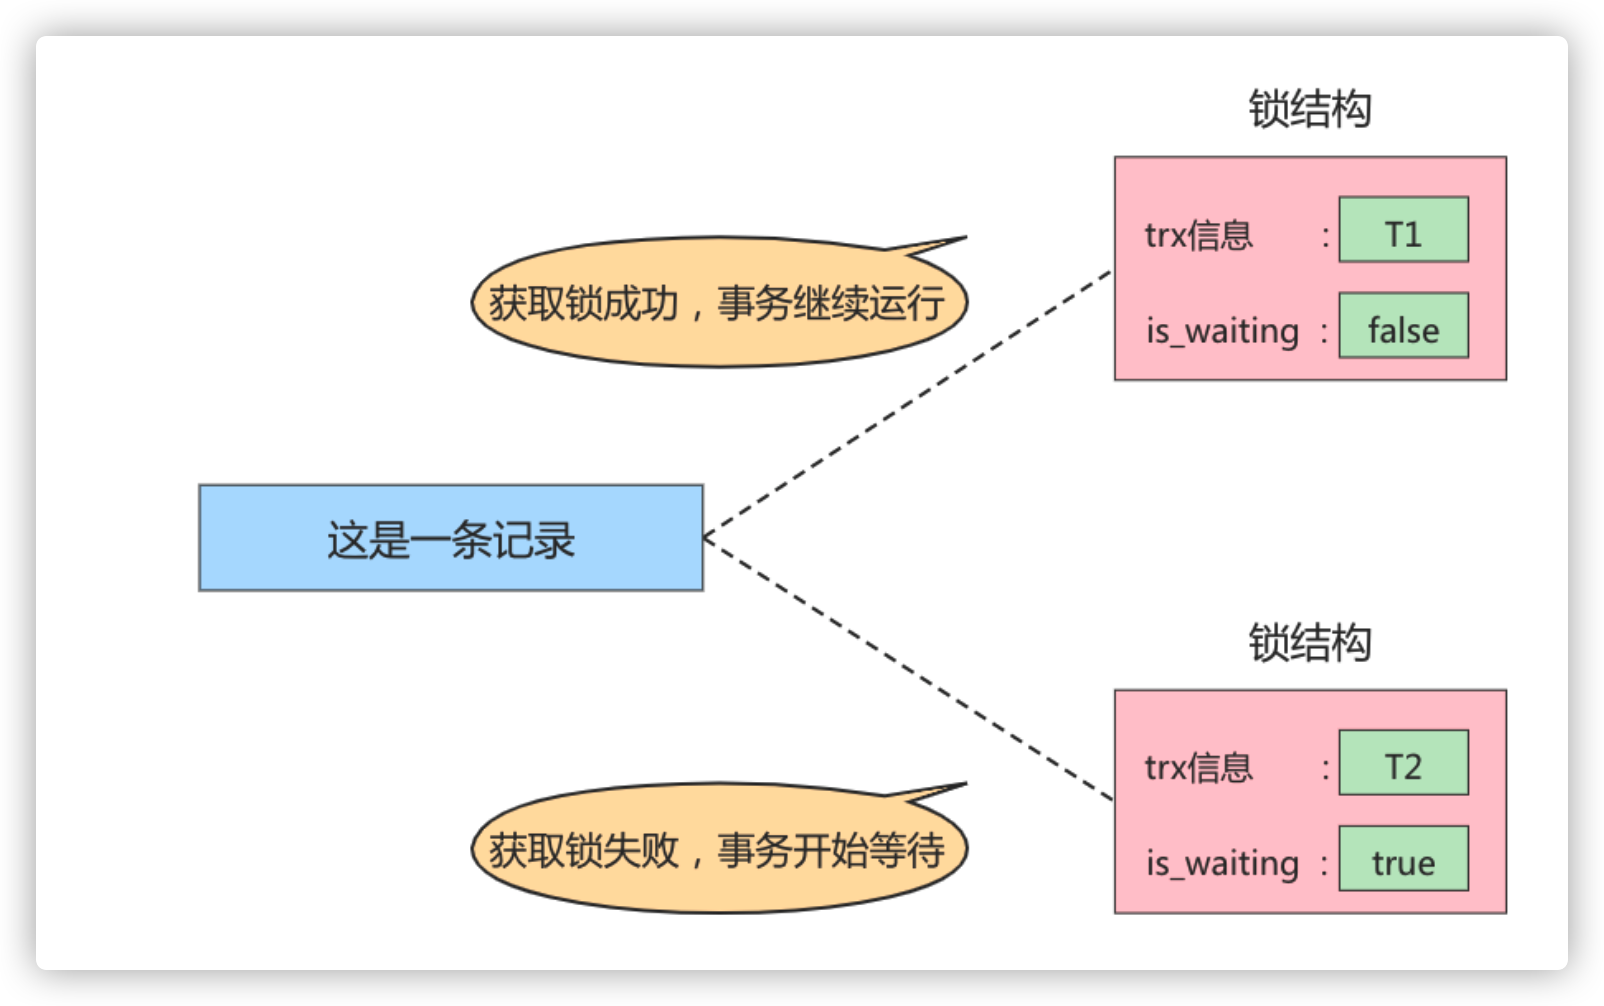 锁结构
trx信息 : T1
获取锁成功，事务继续运行
is_waiting : false
这是一条记录
锁结构
trx信息 : T2
获取锁失败，事务开始等待
is_waiting : true